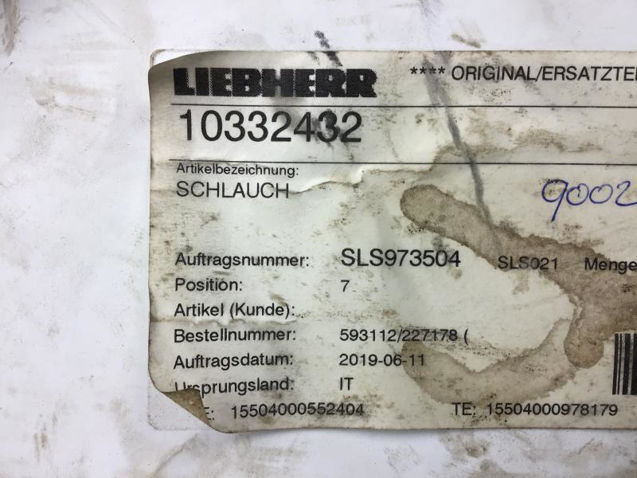 LIEBHERR **** ORIGINAL/ERSATZTEI
10332432
Artikelbezeichnung:
SCHLAUCH
9002
Auftragsnummer: SLS973504 SLS021 Menge
Position: 7
Artikel (Kunde):
Bestellnummer: 593112/227178 (
Auftragsdatum: 2019-06-11
Ursprungsland: IT
E: 15504000552404 TE: 15504000978179